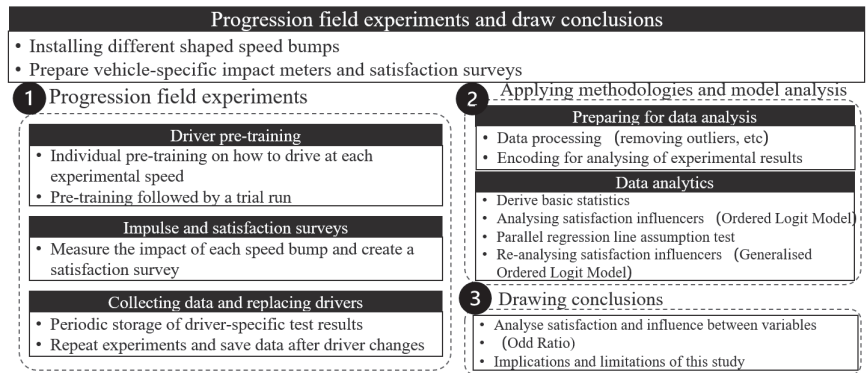 Progression field experiments and draw conclusions
• Installing different shaped speed bumps
• Prepare vehicle-specific impact meters and satisfaction surveys
1 Progression field experiments
Driver pre-training
• Individual pre-training on how to drive at each
experimental speed
• Pre-training followed by a trial run
Impulse and satisfaction surveys
• Measure the impact of each speed bump and create a
satisfaction survey
Collecting data and replacing drivers
• Periodic storage of driver-specific test results
• Repeat experiments and save data after driver changes
2 Applying methodologies and model analysis
Preparing for data analysis
• Data processing (removing outliers, etc)
• Encoding for analysing of experimental results
Data analytics
• Derive basic statistics
• Analysing satisfaction influencers (Ordered Logit Model)
• Parallel regression line assumption test
• Re-analysing satisfaction influencers (Generalised
Ordered Logit Model)
3 Drawing conclusions
• Analyse satisfaction and influence between variables
• (Odd Ratio)
• Implications and limitations of this study